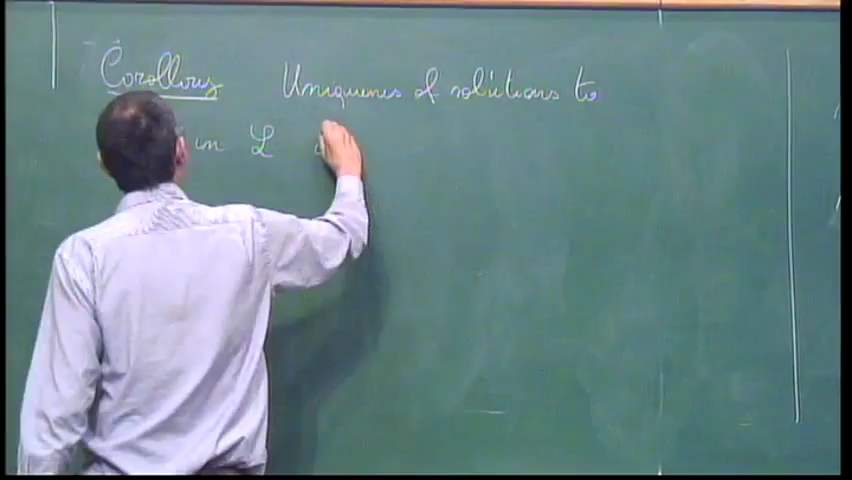 Corollary Uniqueness of solutions to
in ℒ